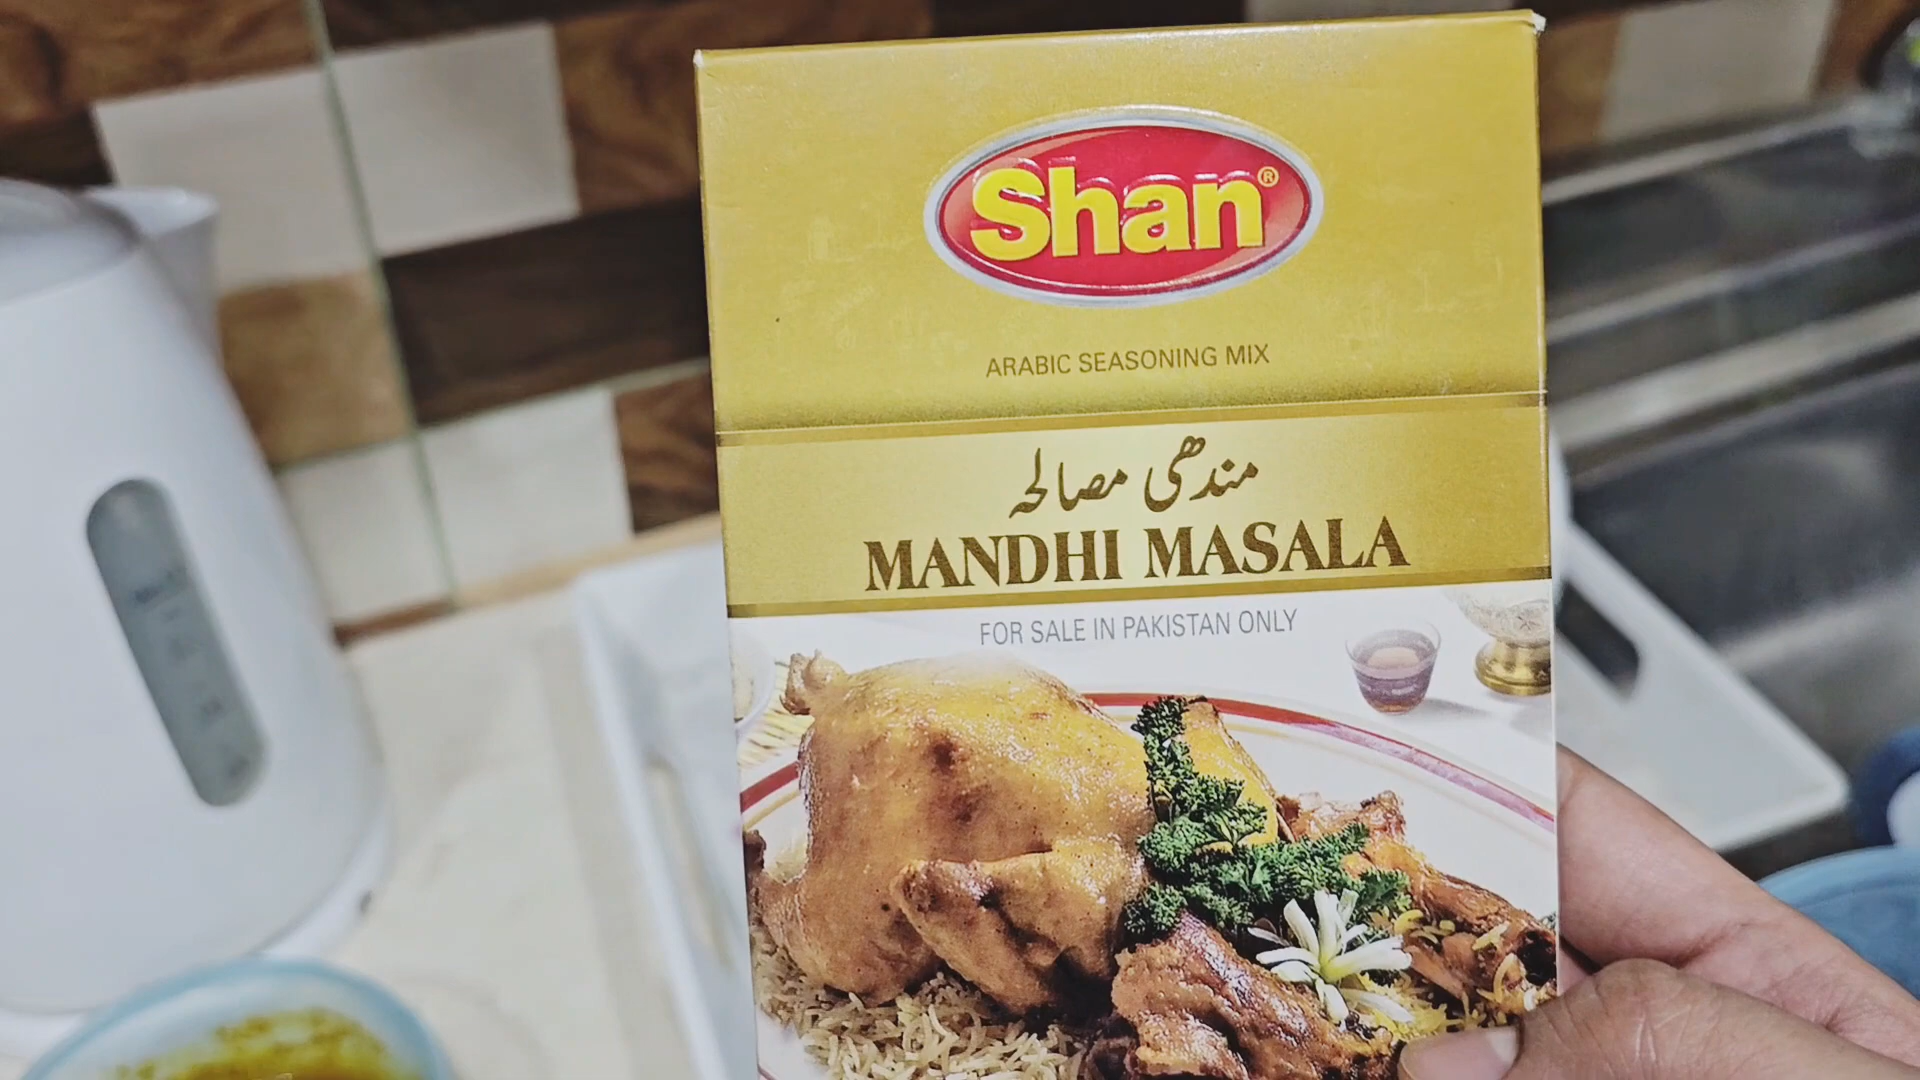 Shan®
ARABIC SEASONING MIX
مندھی مصالحہ
MANDHI MASALA
FOR SALE IN PAKISTAN ONLY